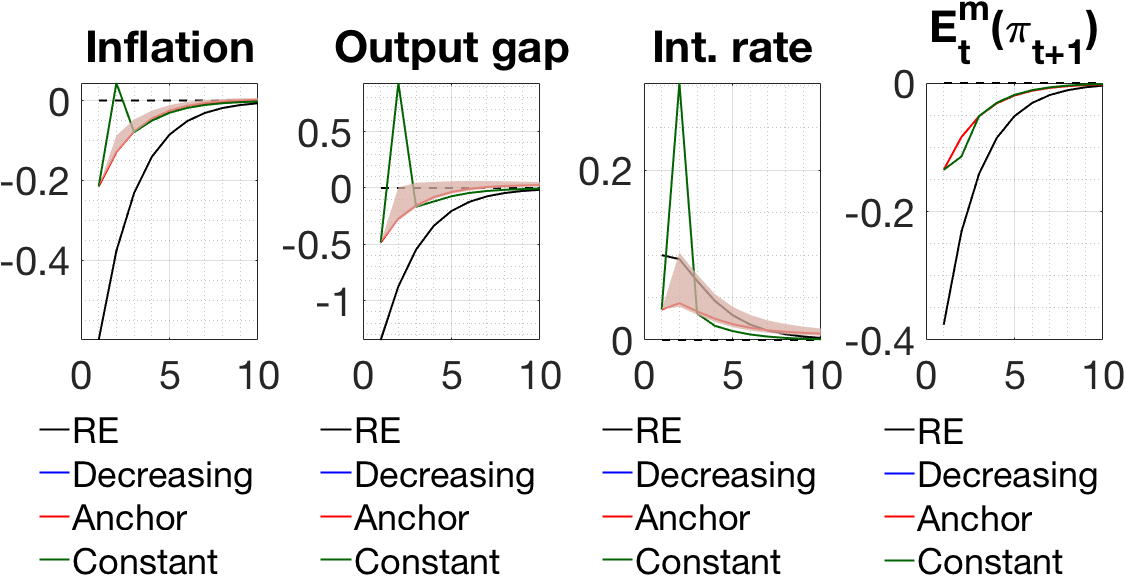 Inflation
0
-0.2
-0.4
0 5 10
RE
Decreasing
Anchor
Constant
Output gap
0.5
0
-0.5
-1
0 5 10
RE
Decreasing
Anchor
Constant
Int. rate
0.2
0
0 5 10
RE
Decreasing
Anchor
Constant
E_t^m(π_{t+1})
0
-0.2
-0.4
0 5 10
RE
Decreasing
Anchor
Constant